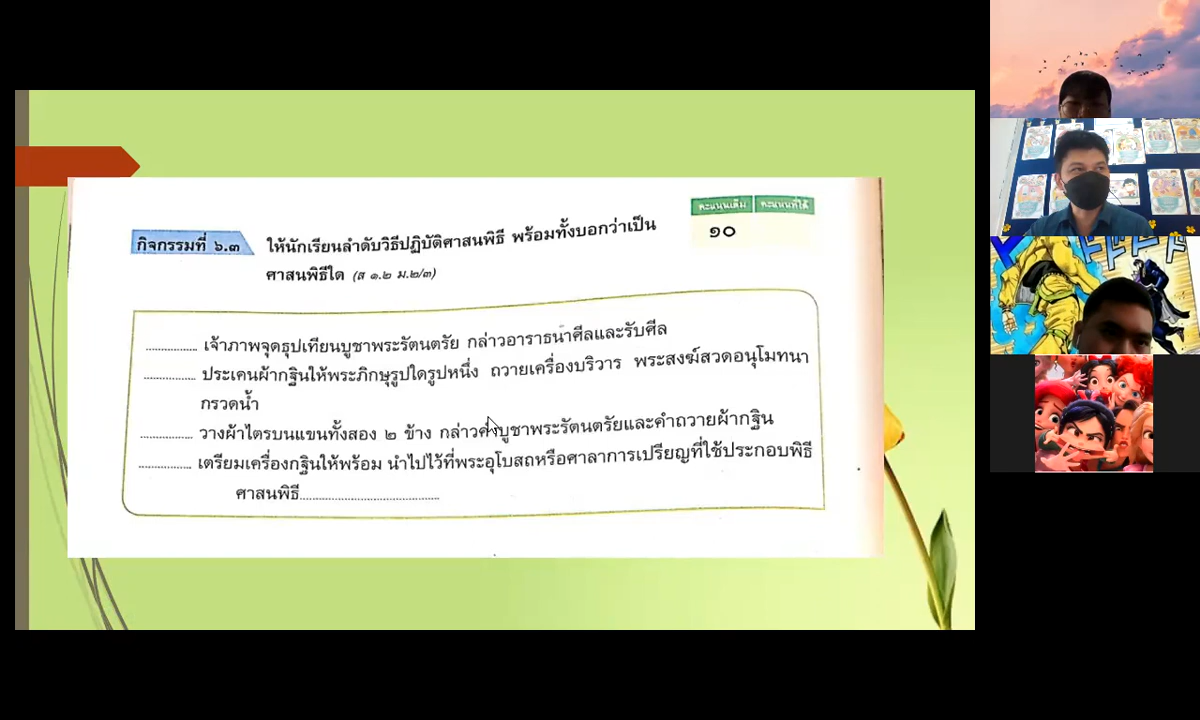 คะแนนเต็ม คะแนนที่ได้
๑๐
กิจกรรมที่ ๖.๓ ให้นักเรียนลำดับวิธีปฏิบัติศาสนพิธี พร้อมทั้งบอกว่าเป็น
ศาสนพิธีใด (ส ๑.๒ ม.๒/๓)
............... เจ้าภาพจุดธูปเทียนบูชาพระรัตนตรัย กล่าวอาราธนาศีลและรับศีล
............... ประเคนผ้ากฐินให้พระภิกษุรูปใดรูปหนึ่ง ถวายเครื่องบริวาร พระสงฆ์สวดอนุโมทนา
กรวดน้ำ
............... วางผ้าไตรบนแขนทั้งสอง ๒ ข้าง กล่าวคำบูชาพระรัตนตรัยและคำถวายผ้ากฐิน
............... เตรียมเครื่องกฐินให้พร้อม นำไปไว้ที่พระอุโบสถหรือศาลาการเปรียญที่ใช้ประกอบพิธี
ศาสนพิธี........................................